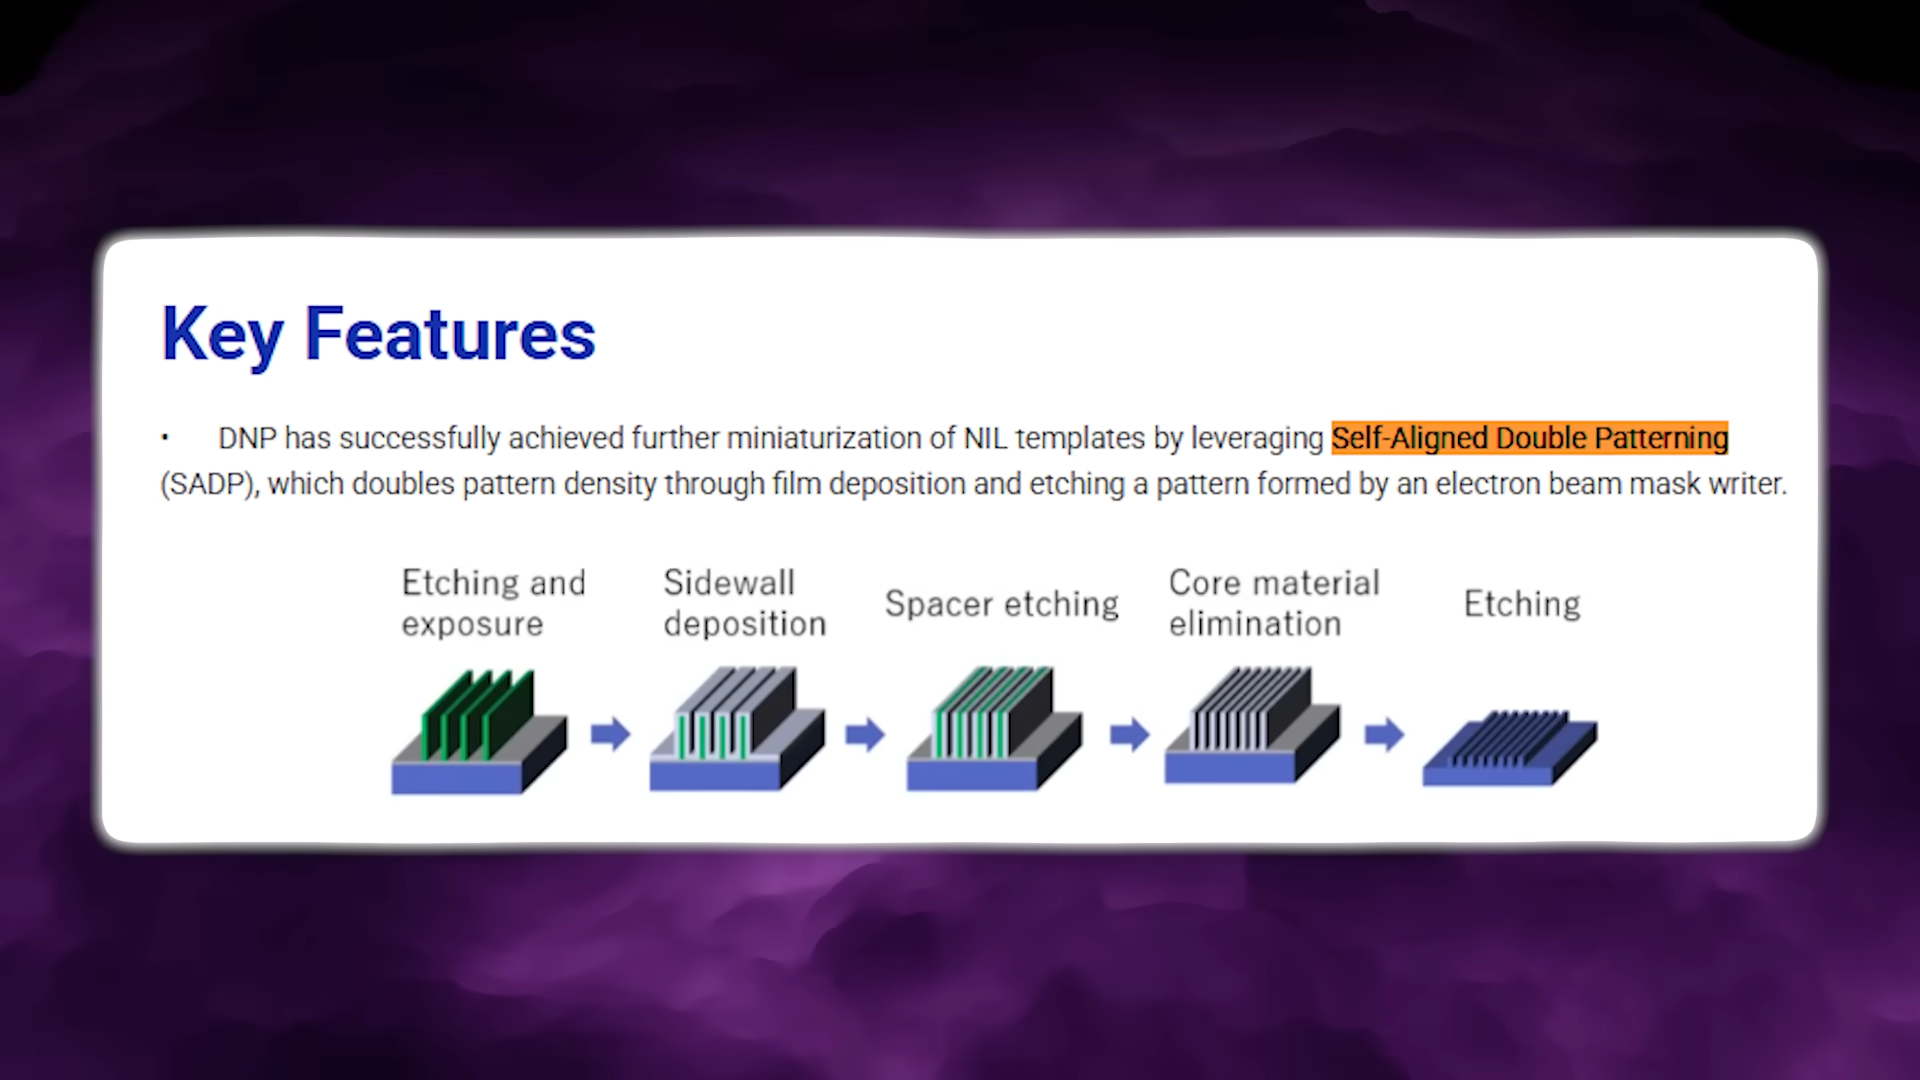 Key Features
• DNP has successfully achieved further miniaturization of NIL templates by leveraging Self-Aligned Double Patterning
(SADP), which doubles pattern density through film deposition and etching a pattern formed by an electron beam mask writer.
Etching and
exposure
Sidewall
deposition
Spacer etching
Core material
elimination
Etching